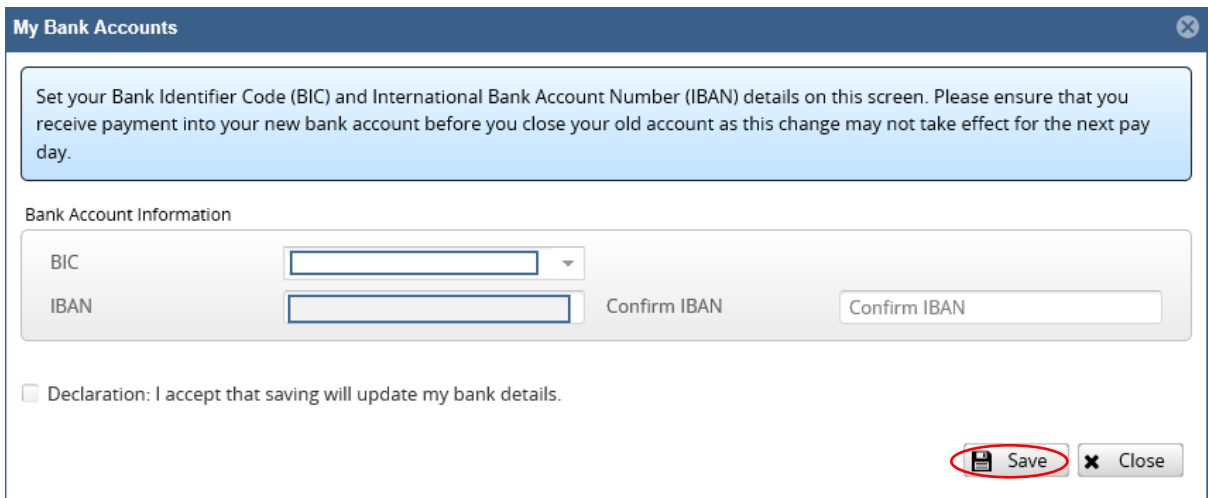 My Bank Accounts
Set your Bank Identifier Code (BIC) and International Bank Account Number (IBAN) details on this screen. Please ensure that you
receive payment into your new bank account before you close your old account as this change may not take effect for the next pay
day.
Bank Account Information
BIC
IBAN Confirm IBAN Confirm IBAN
Declaration: I accept that saving will update my bank details.
Save Close